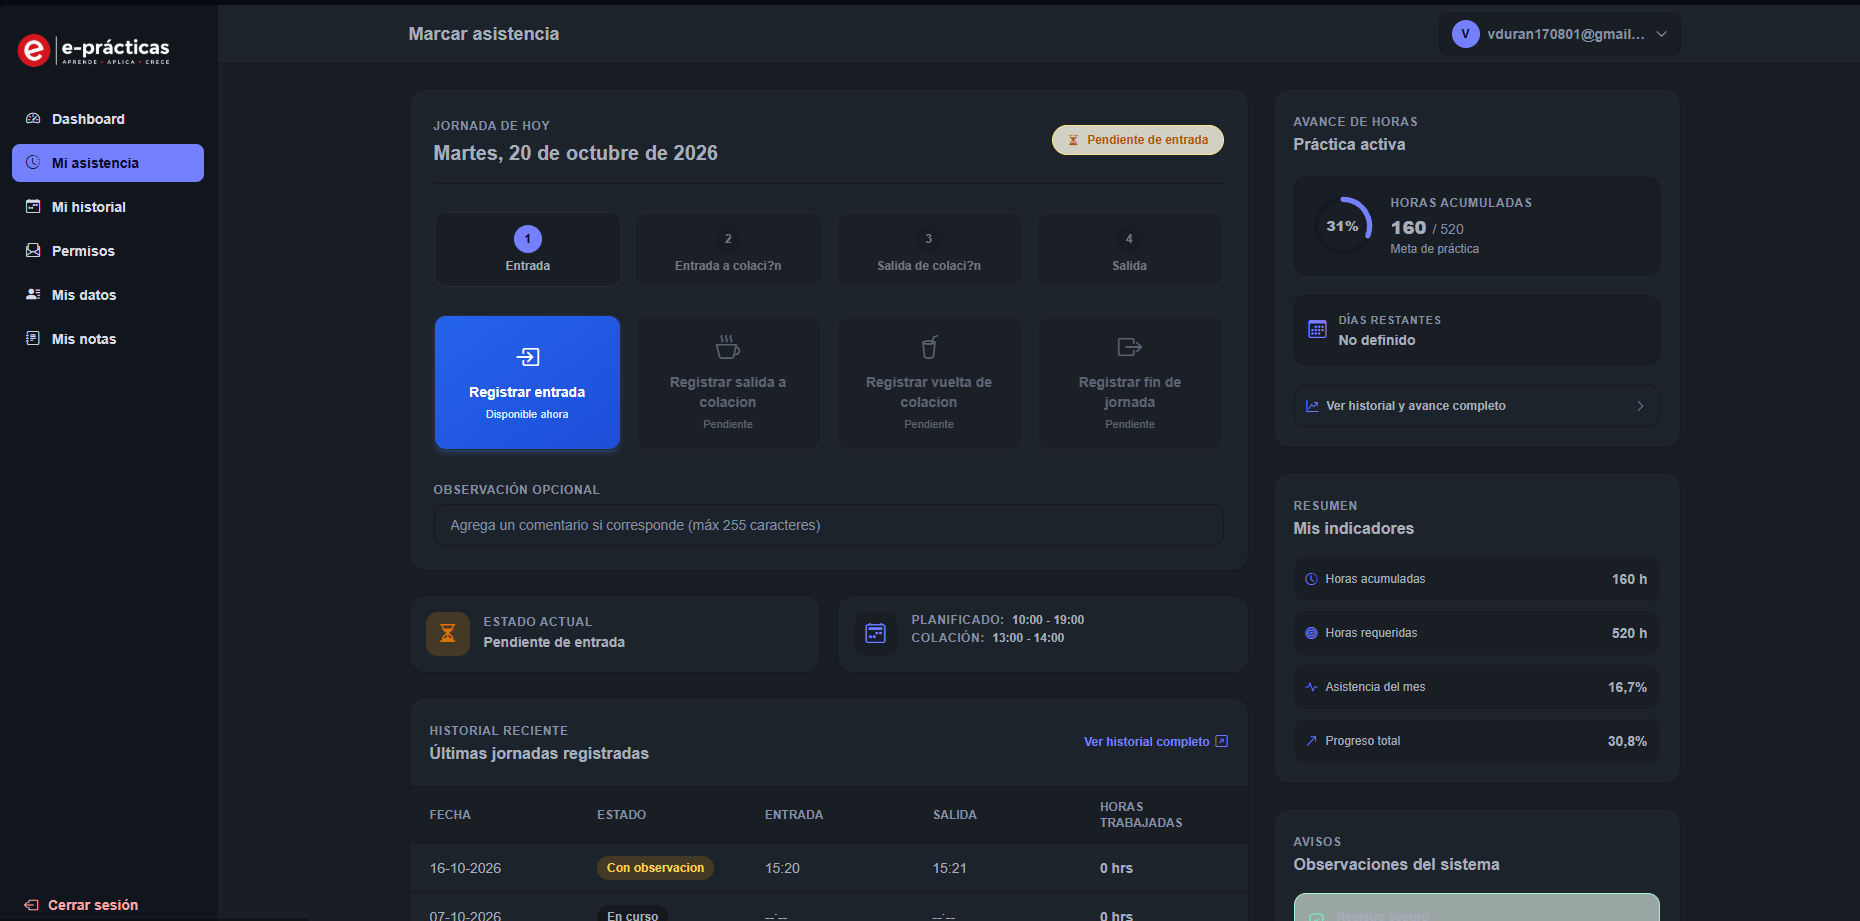 e-prácticas
APRENDE • APLICA • CRECE
Dashboard
Mi asistencia
Mi historial
Permisos
Mis datos
Mis notas
Cerrar sesión
Marcar asistencia
V vduran170801@gmail...
JORNADA DE HOY
Martes, 20 de octubre de 2026
Pendiente de entrada
1
Entrada
2
Entrada a colaci?n
3
Salida de colaci?n
4
Salida
Registrar entrada
Disponible ahora
Registrar salida a
colacion
Pendiente
Registrar vuelta de
colacion
Pendiente
Registrar fin de
jornada
Pendiente
OBSERVACIÓN OPCIONAL
Agrega un comentario si corresponde (máx 255 caracteres)
ESTADO ACTUAL
Pendiente de entrada
PLANIFICADO: 10:00 - 19:00
COLACIÓN: 13:00 - 14:00
HISTORIAL RECIENTE
Últimas jornadas registradas
Ver historial completo
FECHA ESTADO ENTRADA SALIDA HORAS TRABAJADAS
16-10-2026 Con observacion 15:20 15:21 0 hrs
07-10-2026 En curso --:-- --:-- 0 hrs
AVANCE DE HORAS
Práctica activa
31%
HORAS ACUMULADAS
160 / 520
Meta de práctica
DÍAS RESTANTES
No definido
Ver historial y avance completo
RESUMEN
Mis indicadores
Horas acumuladas 160 h
Horas requeridas 520 h
Asistencia del mes 16,7%
Progreso total 30,8%
AVISOS
Observaciones del sistema
Registro seguro